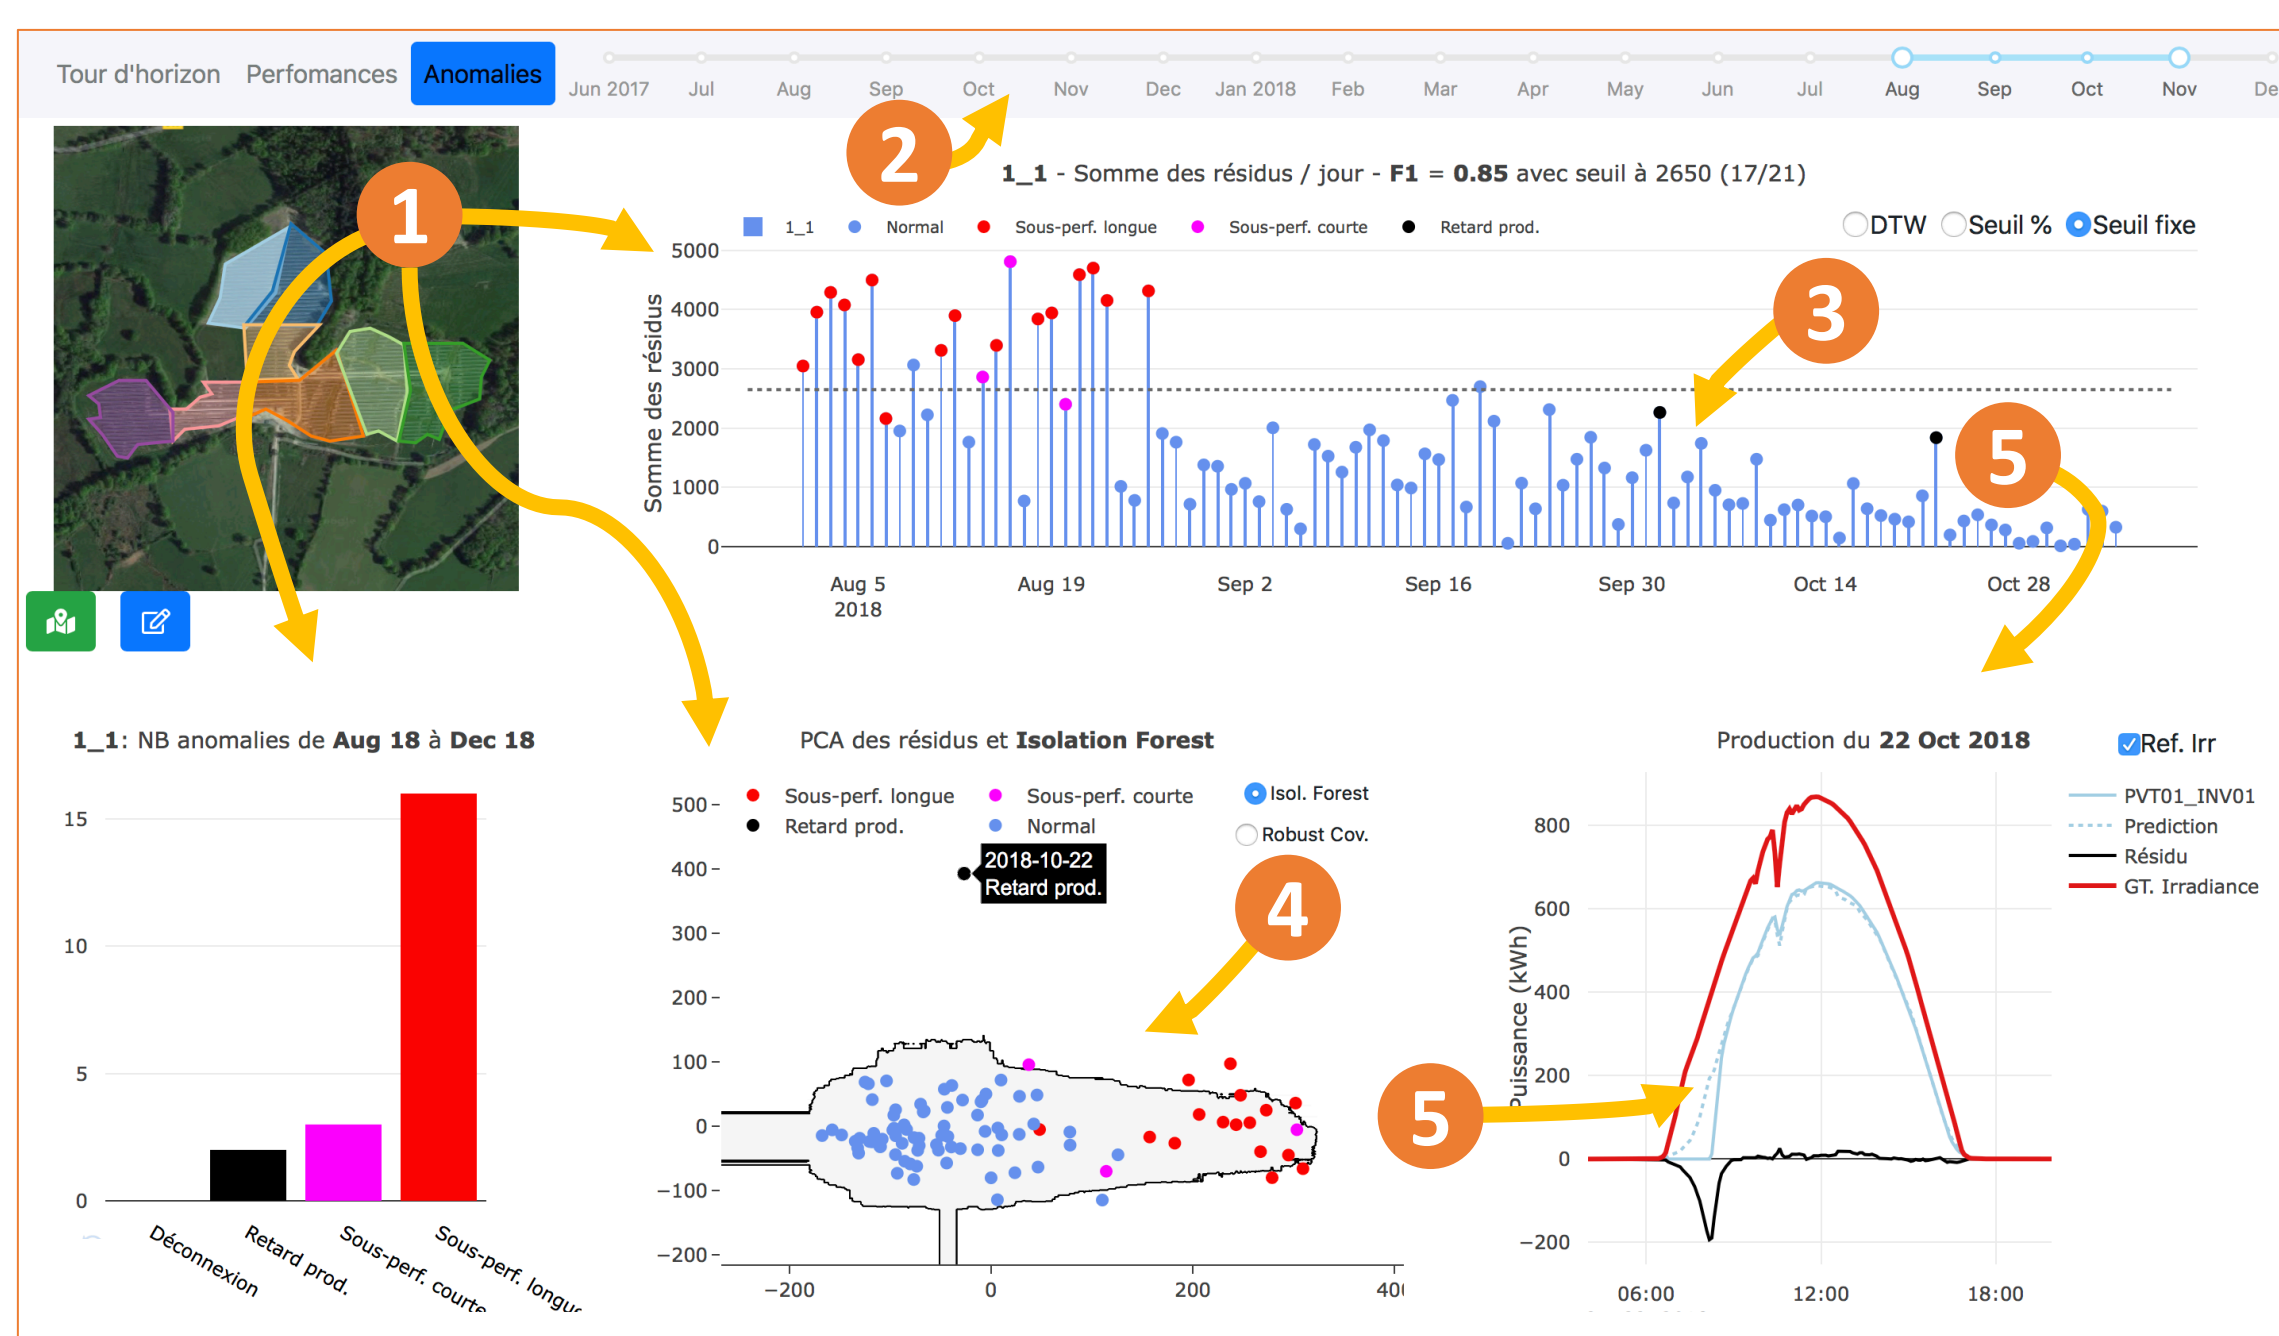 Tour d'horizon Perfomances Anomalies
Jun 2017 Jul Aug Sep Oct Nov Dec Jan 2018 Feb Mar Apr May Jun Jul Aug Sep Oct Nov De
1
2
1_1 - Somme des résidus / jour - F1 = 0.85 avec seuil à 2650 (17/21)
1_1 Normal Sous-perf. longue Sous-perf. courte Retard prod.
DTW Seuil % Seuil fixe
Somme des résidus
5000
4000
3000
2000
1000
0
3
5
Aug 5 Aug 19 Sep 2 Sep 16 Sep 30 Oct 14 Oct 28
2018
1_1: NB anomalies de Aug 18 à Dec 18
15
10
5
0
Déconnexion
Retard prod.
Sous-perf. courte
Sous-perf. longue
PCA des résidus et Isolation Forest
Sous-perf. longue Sous-perf. courte
Retard prod. Normal
Isol. Forest
Robust Cov.
2018-10-22
Retard prod.
4
500
400
300
200
100
0
−100
−200
−200 0 200 40
Production du 22 Oct 2018
Ref. Irr
PVT01_INV01
Prediction
Résidu
GT. Irradiance
Puissance (kWh)
800
600
400
200
0
−200
5
06:00 12:00 18:00